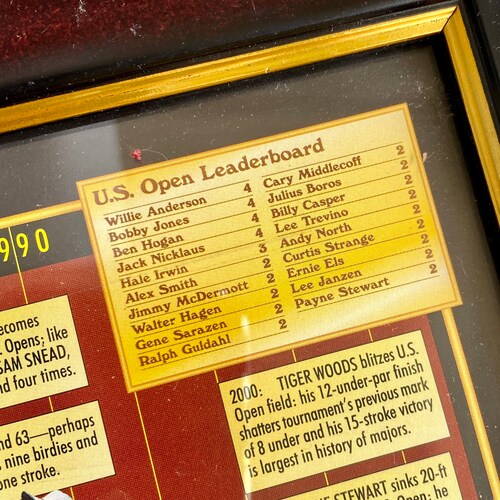 U.S. Open Leaderboard
Willie Anderson 4
Bobby Jones 4
Ben Hogan 4
Jack Nicklaus 4
Hale Irwin 3
Alex Smith 2
Jimmy McDermott 2
Walter Hagen 2
Gene Sarazen 2
Ralph Guldahl 2
Cary Middlecoff 2
Julius Boros 2
Billy Casper 2
Lee Trevino 2
Andy North 2
Curtis Strange 2
Ernie Els 2
Lee Janzen 2
Payne Stewart 2
990
ecomes
Opens; like
SAM SNEAD,
nd four times.
nd 63—perhaps
nine birdies and
one stroke.
2000: TIGER WOODS blitzes U.S.
Open field: his 12-under-par finish
shatters tournament's previous mark
of 8 under and his 15-stroke victory
is largest in history of majors.
STEWART sinks 20-ft